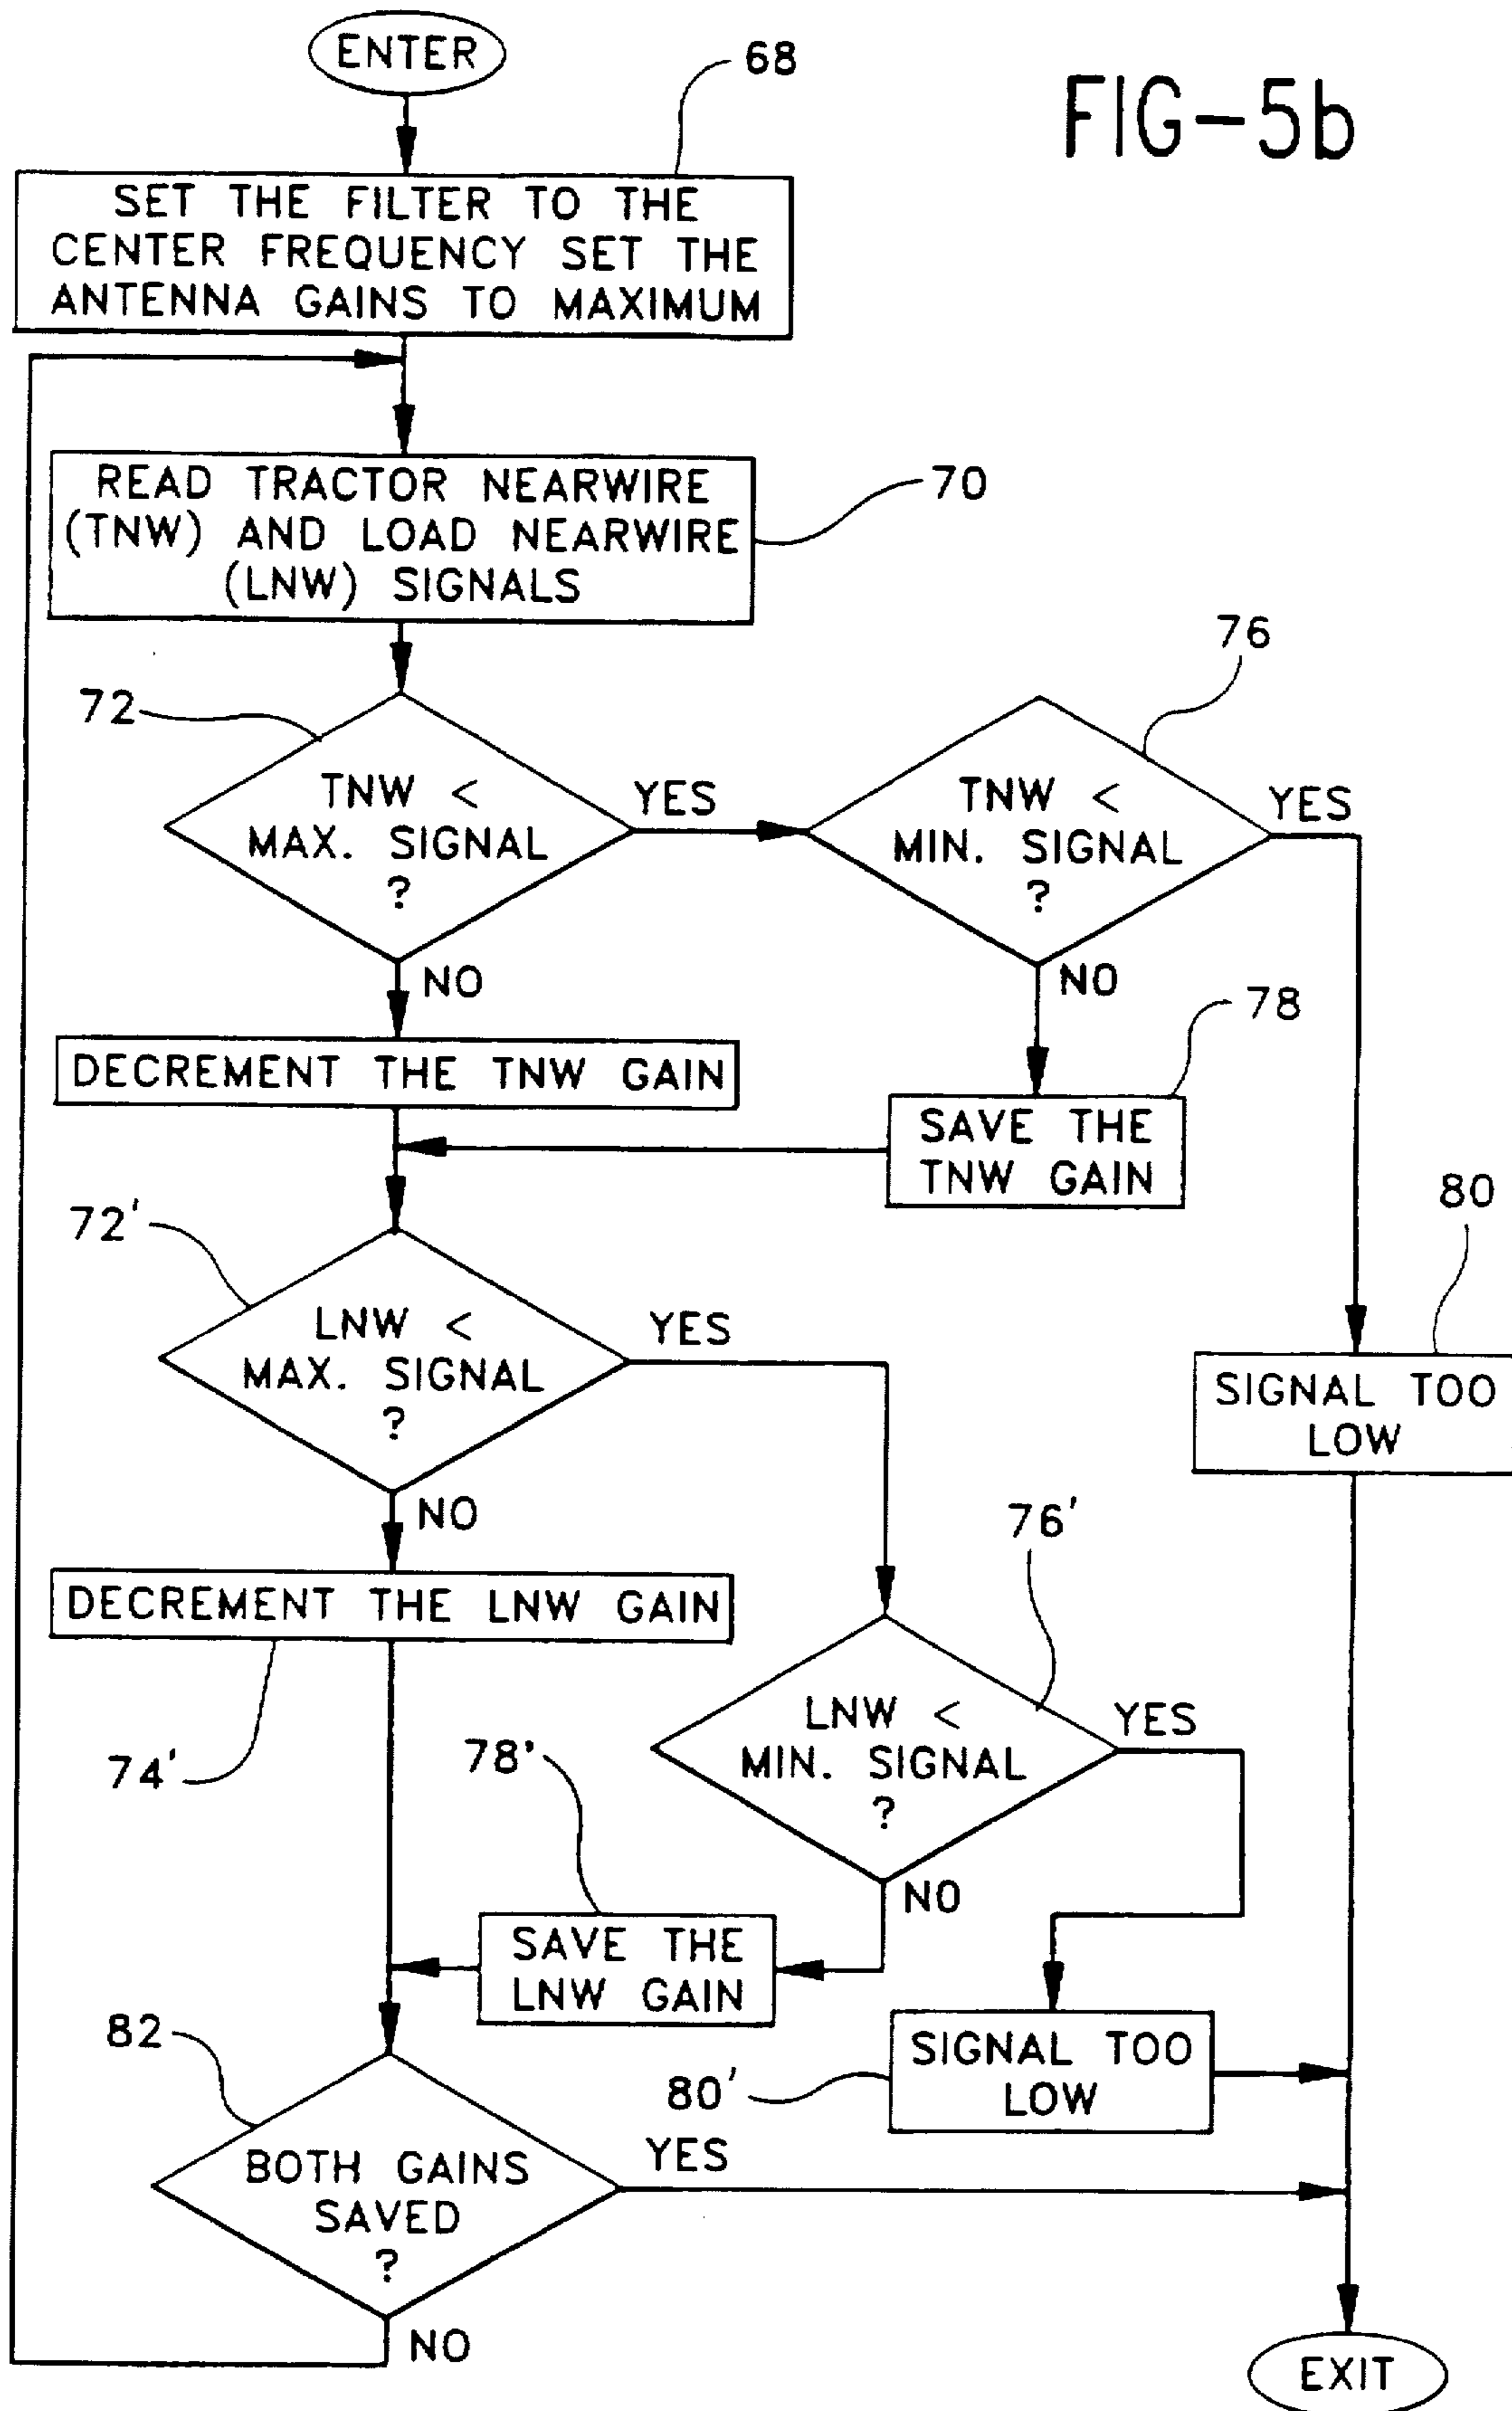 ENTER
68
FIG-5b
SET THE FILTER TO THE
CENTER FREQUENCY SET THE
ANTENNA GAINS TO MAXIMUM
READ TRACTOR NEARWIRE
(TNW) AND LOAD NEARWIRE
(LNW) SIGNALS
70
72
TNW <
MAX. SIGNAL
?
YES
NO
76
TNW <
MIN. SIGNAL
?
YES
NO
DECREMENT THE TNW GAIN
78
SAVE THE
TNW GAIN
80
SIGNAL TOO
LOW
72'
LNW <
MAX. SIGNAL
?
YES
NO
DECREMENT THE LNW GAIN
74'
76'
LNW <
MIN. SIGNAL
?
YES
NO
78'
SAVE THE
LNW GAIN
80'
SIGNAL TOO
LOW
82
BOTH GAINS
SAVED
?
YES
NO
EXIT